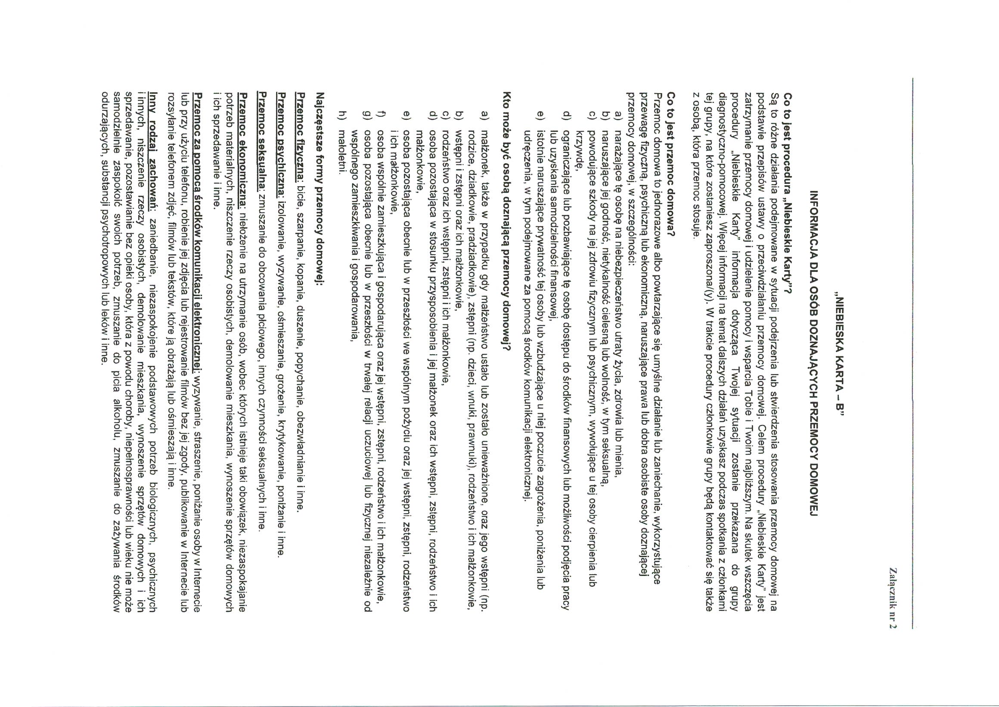 Załącznik nr 2
„NIEBIESKA KARTA – B”
INFORMACJA DLA OSÓB DOZNAJĄCYCH PRZEMOCY DOMOWEJ
Co to jest procedura „Niebieskie Karty”?
Są to różne działania podejmowane w sytuacji podejrzenia lub stwierdzenia stosowania przemocy domowej na
podstawie przepisów ustawy o przeciwdziałaniu przemocy domowej. Celem procedury „Niebieskie Karty” jest
zatrzymanie przemocy domowej i udzielenie pomocy i wsparcia Tobie i Twoim najbliższym. Na skutek wszczęcia
procedury „Niebieskie Karty” informacja dotycząca Twojej sytuacji zostanie przekazana do grupy
diagnostyczno-pomocowej. Więcej informacji na temat dalszych działań uzyskasz podczas spotkania z członkami
tej grupy, na które zostaniesz zaproszona/(y). W trakcie procedury członkowie grupy będą kontaktować się także
z osobą, która przemoc stosuje.
Co to jest przemoc domowa?
Przemoc domowa to jednorazowe albo powtarzające się umyślne działanie lub zaniechanie, wykorzystujące
przewagę fizyczną, psychiczną lub ekonomiczną, naruszające prawa lub dobra osobiste osoby doznającej
przemocy domowej, w szczególności:
a) narażające tę osobę na niebezpieczeństwo utraty życia, zdrowia lub mienia,
b) naruszające jej godność, nietykalność cielesną lub wolność, w tym seksualną,
c) powodujące szkody na jej zdrowiu fizycznym lub psychicznym, wywołujące u tej osoby cierpienia lub
krzywdę,
d) ograniczające lub pozbawiające tę osobę dostępu do środków finansowych lub możliwości podjęcia pracy
lub uzyskania samodzielności finansowej,
e) istotnie naruszające prywatność tej osoby lub wzbudzające u niej poczucie zagrożenia, poniżenia lub
udręczenia, w tym podejmowane za pomocą środków komunikacji elektronicznej.
Kto może być osobą doznającą przemocy domowej?
a) małżonek, także w przypadku gdy małżeństwo ustało lub zostało unieważnione, oraz jego wstępni (np.
rodzice, dziadkowie, pradziadkowie), zstępni (np. dzieci, wnuki, prawnuki), rodzeństwo i ich małżonkowie,
b) wstępni i zstępni oraz ich małżonkowie,
c) rodzeństwo oraz ich wstępni, zstępni i ich małżonkowie,
d) osoba pozostająca w stosunku przysposobienia i jej małżonek oraz ich wstępni, zstępni, rodzeństwo i ich
małżonkowie,
e) osoba pozostająca obecnie lub w przeszłości we wspólnym pożyciu oraz jej wstępni, zstępni, rodzeństwo
i ich małżonkowie,
f) osoba wspólnie zamieszkująca i gospodarująca oraz jej wstępni, zstępni, rodzeństwo i ich małżonkowie,
g) osoba pozostająca obecnie lub w przeszłości w trwałej relacji uczuciowej lub fizycznej niezależnie od
wspólnego zamieszkiwania i gospodarowania,
h) małoletni.
Najczęstsze formy przemocy domowej:
Przemoc fizyczna: bicie, szarpanie, kopanie, duszenie, popychanie, obezwładnianie i inne.
Przemoc psychiczna: izolowanie, wyzywanie, ośmieszanie, grożenie, krytykowanie, poniżanie i inne.
Przemoc seksualna: zmuszanie do obcowania płciowego, innych czynności seksualnych i inne.
Przemoc ekonomiczna: niełożenie na utrzymanie osób, wobec których istnieje taki obowiązek, niezaspokajanie
potrzeb materialnych, niszczenie rzeczy osobistych, demolowanie mieszkania, wynoszenie sprzętów domowych
i ich sprzedawanie i inne.
Przemoc za pomocą środków komunikacji elektronicznej: wyzywanie, straszenie, poniżanie osoby w Internecie
lub przy użyciu telefonu, robienie jej zdjęcia lub rejestrowanie filmów bez jej zgody, publikowanie w Internecie lub
rozsyłanie telefonem zdjęć, filmów lub tekstów, które ją obrażają lub ośmieszają i inne.
Inny rodzaj zachowań: zaniedbanie, niezaspokojenie podstawowych potrzeb biologicznych, psychicznych
i innych, niszczenie rzeczy osobistych, demolowanie mieszkania, wynoszenie sprzętów domowych i ich
sprzedawanie, pozostawianie bez opieki osoby, która z powodu choroby, niepełnosprawności lub wieku nie może
samodzielnie zaspokoić swoich potrzeb, zmuszanie do picia alkoholu, zmuszanie do zażywania środków
odurzających, substancji psychotropowych lub leków i inne.